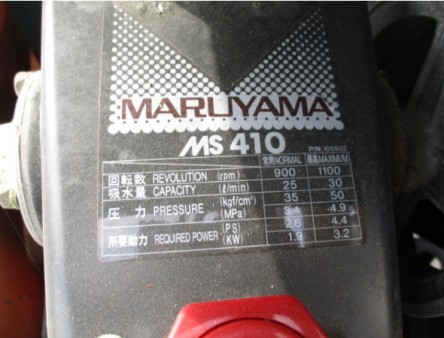 MARUYAMA
MS 410
P/N 105602
常用NORMAL 最高MAXIMUM
回転数 REVOLUTION (rpm) 900 1100
吸水量 CAPACITY (ℓ/min) 25 30
圧力 PRESSURE (kgf/cm² 35 50
MPa) 3.4 4.9
所要動力 REQUIRED POWER (PS 2.6 4.4
KW) 1.9 3.2